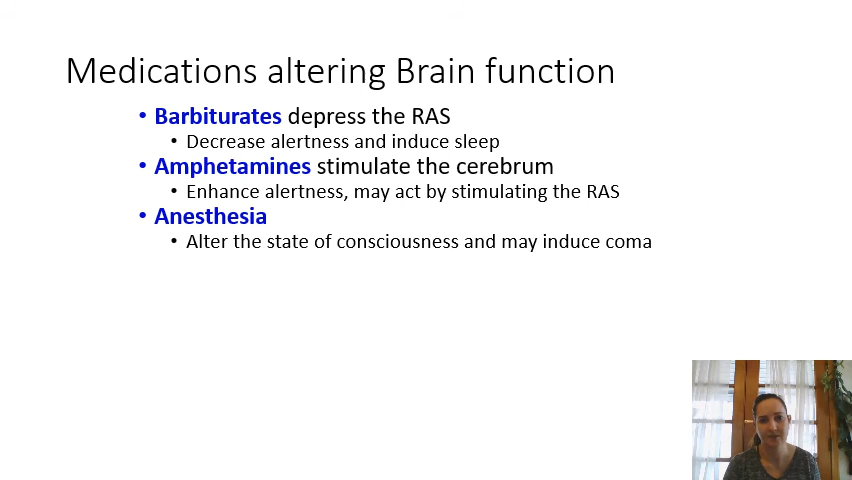 Medications altering Brain function
• Barbiturates depress the RAS
• Decrease alertness and induce sleep
• Amphetamines stimulate the cerebrum
• Enhance alertness, may act by stimulating the RAS
• Anesthesia
• Alter the state of consciousness and may induce coma